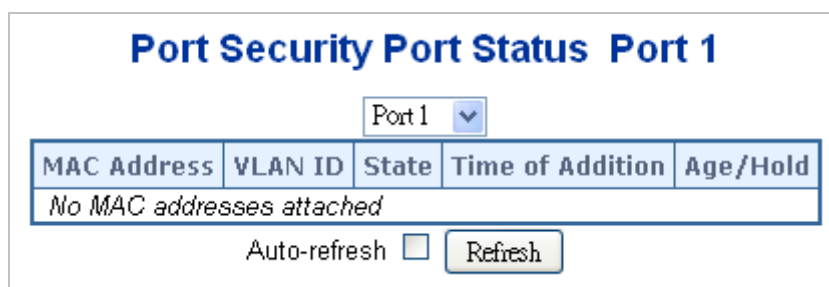 Port Security Port Status Port 1
Port 1
MAC Address VLAN ID State Time of Addition Age/Hold
No MAC addresses attached
Auto-refresh Refresh